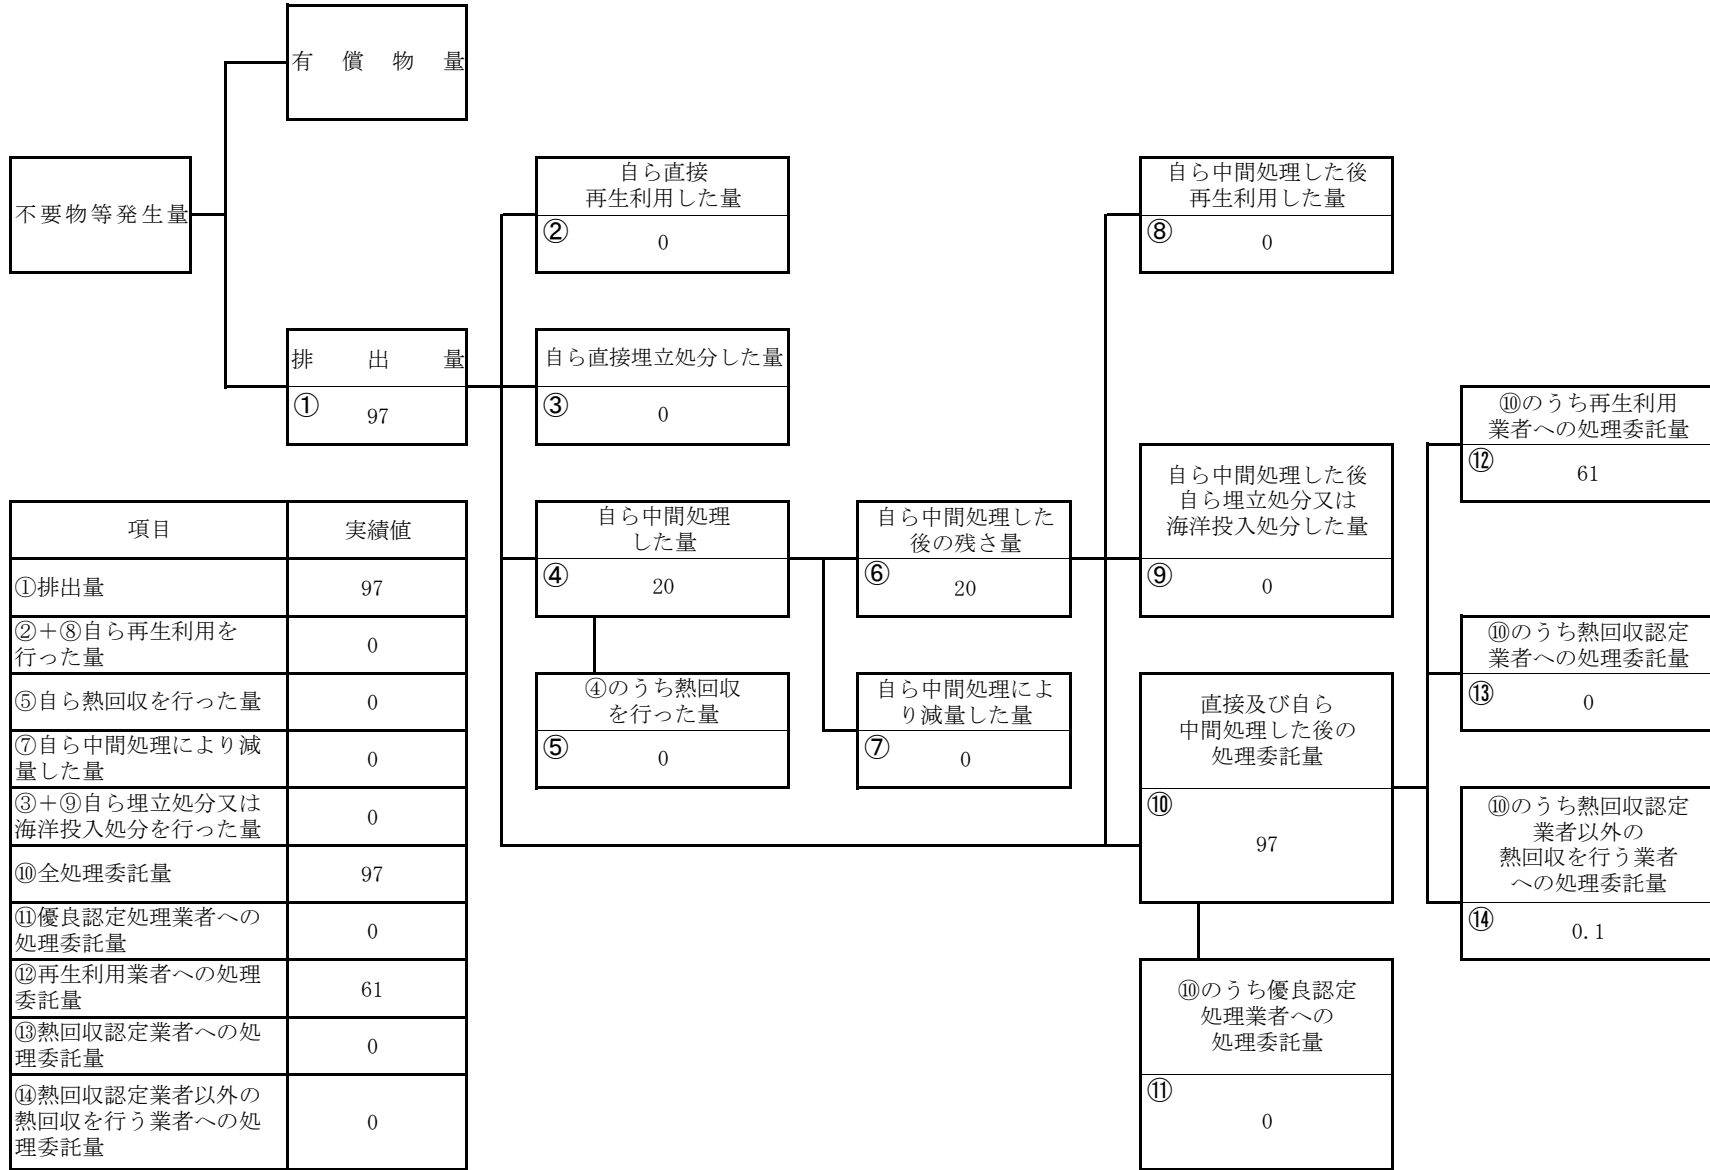 有償物量
不要物等発生量
排出量
① 97
自ら直接
再生利用した量
② 0
自ら直接埋立処分した量
③ 0
自ら中間処理
した量
④ 20
④のうち熱回収
を行った量
⑤ 0
自ら中間処理した
後の残さ量
⑥ 20
自ら中間処理によ
り減量した量
⑦ 0
自ら中間処理した後
再生利用した量
⑧ 0
自ら中間処理した後
自ら埋立処分又は
海洋投入処分した量
⑨ 0
直接及び自ら
中間処理した後の
処理委託量
⑩
97
⑩のうち優良認定
処理業者への
処理委託量
⑪
0
⑩のうち再生利用
業者への処理委託量
⑫ 61
⑩のうち熱回収認定
業者への処理委託量
⑬ 0
⑩のうち熱回収認定
業者以外の
熱回収を行う業者
への処理委託量
⑭ 0.1
項目 実績値
①排出量 97
②+⑧自ら再生利用を
行った量 0
⑤自ら熱回収を行った量 0
⑦自ら中間処理により減
量した量 0
③+⑨自ら埋立処分又は
海洋投入処分を行った量 0
⑩全処理委託量 97
⑪優良認定処理業者への
処理委託量 0
⑫再生利用業者への処理
委託量 61
⑬熱回収認定業者への処
理委託量 0
⑭熱回収認定業者以外の
熱回収を行う業者への処 0
理委託量